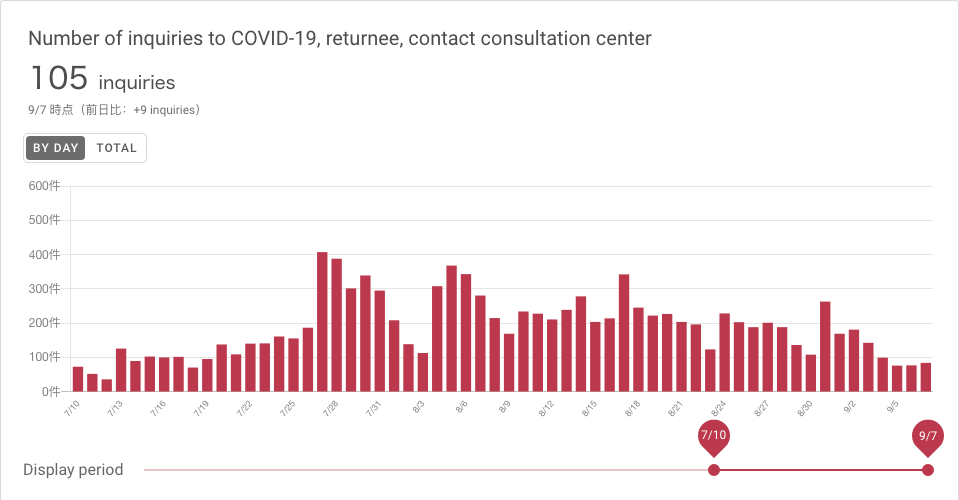 Number of inquiries to COVID-19, returnee, contact consultation center
105 inquiries
9/7 時点（前日比： +9 inquiries）
BY DAY TOTAL
600件
500件
400件
300件
200件
100件
0件
7/10 7/13 7/16 7/19 7/22 7/25 7/28 7/31 8/3 8/6 8/9 8/12 8/15 8/18 8/21 8/24 8/27 8/30 9/2 9/5
7/10 9/7
Display period